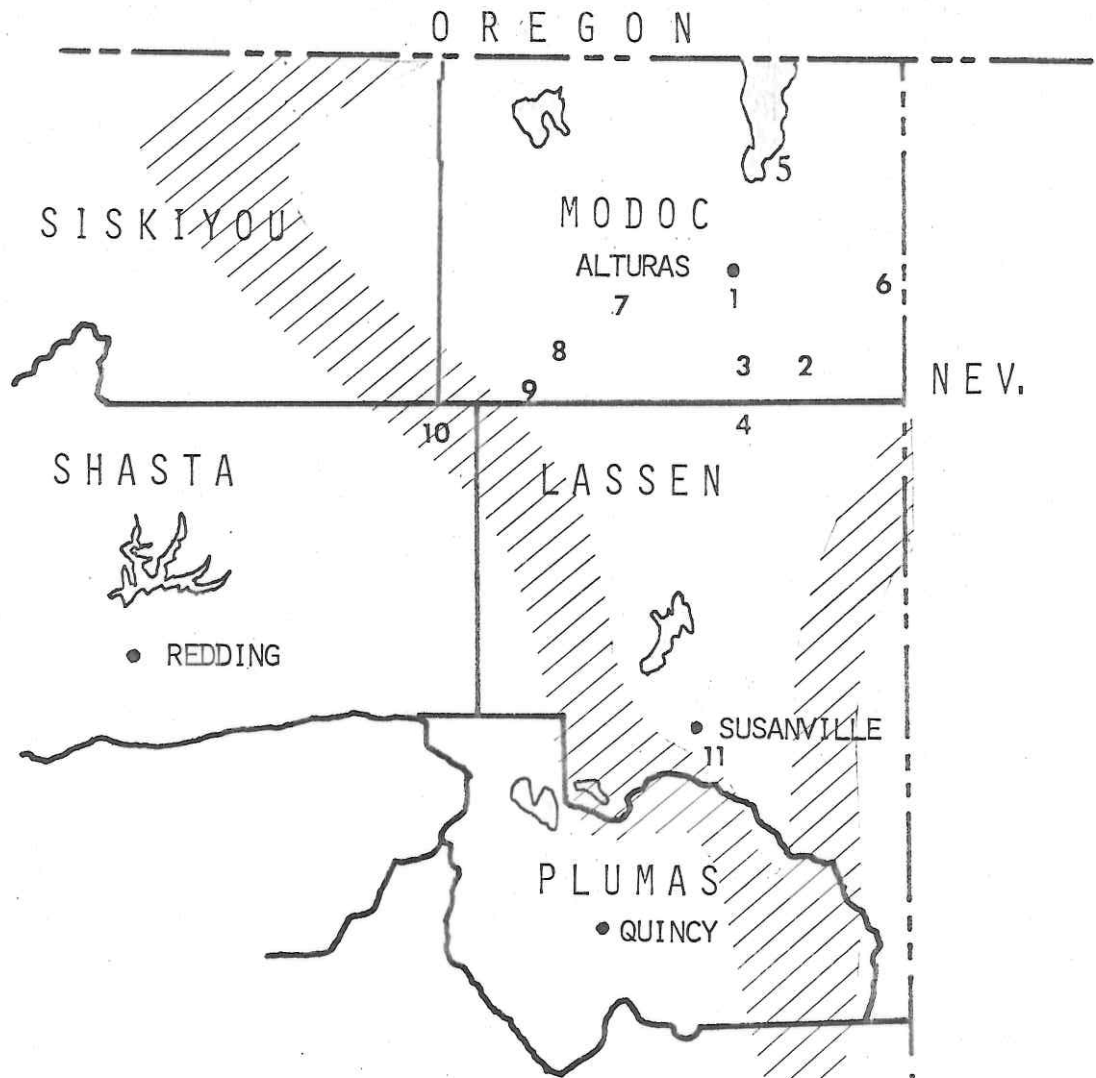 OREGON
5
SISKIYOU
MODOC
ALTURAS
1
6
7
8
3
2
9
NEV.
10
4
SHASTA
LASSEN
REDDING
SUSANVILLE
11
PLUMAS
QUINCY